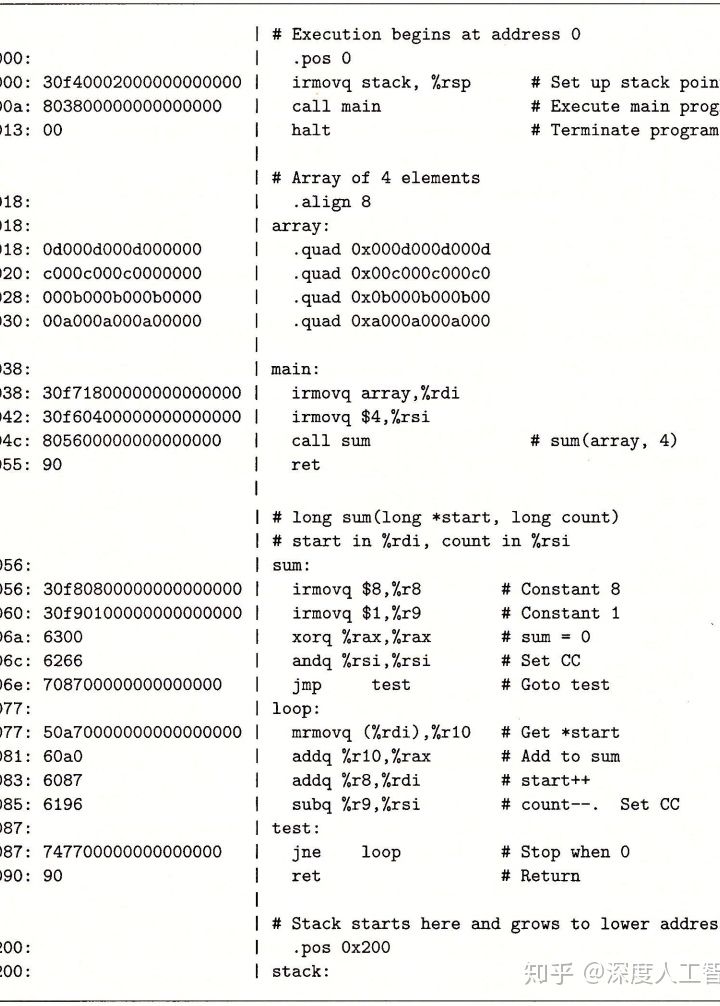 | # Execution begins at address 0
000: | .pos 0
000: 30f40002000000000000 | irmovq stack, %rsp # Set up stack poin
00a: 803800000000000000 | call main # Execute main prog
013: 00 | halt # Terminate program
|
| # Array of 4 elements
018: | .align 8
018: | array:
018: 0d000d000d000000 | .quad 0x000d000d000d
020: c000c000c0000000 | .quad 0x00c000c000c0
028: 000b000b000b0000 | .quad 0x0b000b000b00
030: 00a000a000a00000 | .quad 0xa000a000a000
|
038: | main:
038: 30f71800000000000000 | irmovq array,%rdi
042: 30f60400000000000000 | irmovq $4,%rsi
04c: 805600000000000000 | call sum # sum(array, 4)
055: 90 | ret
|
| # long sum(long *start, long count)
| # start in %rdi, count in %rsi
056: | sum:
056: 30f80800000000000000 | irmovq $8,%r8 # Constant 8
060: 30f90100000000000000 | irmovq $1,%r9 # Constant 1
06a: 6300 | xorq %rax,%rax # sum = 0
06c: 6266 | andq %rsi,%rsi # Set CC
06e: 708700000000000000 | jmp test # Goto test
077: | loop:
077: 50a70000000000000000 | mrmovq (%rdi),%r10 # Get *start
081: 60a0 | addq %r10,%rax # Add to sum
083: 6087 | addq %r8,%rdi # start++
085: 6196 | subq %r9,%rsi # count--. Set CC
087: | test:
087: 747700000000000000 | jne loop # Stop when 0
090: 90 | ret # Return
|
| # Stack starts here and grows to lower addres
200: | .pos 0x200
200: | stack:
知乎 @深度人工智